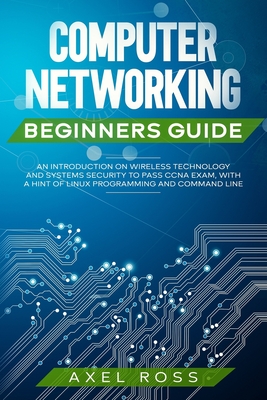 COMPUTER
NETWORKING
BEGINNERS GUIDE
AN INTRODUCTION ON WIRELESS TECHNOLOGY
AND SYSTEMS SECURITY TO PASS CCNA EXAM, WITH
A HINT OF LINUX PROGRAMMING AND COMMAND LINE
AXEL ROSS